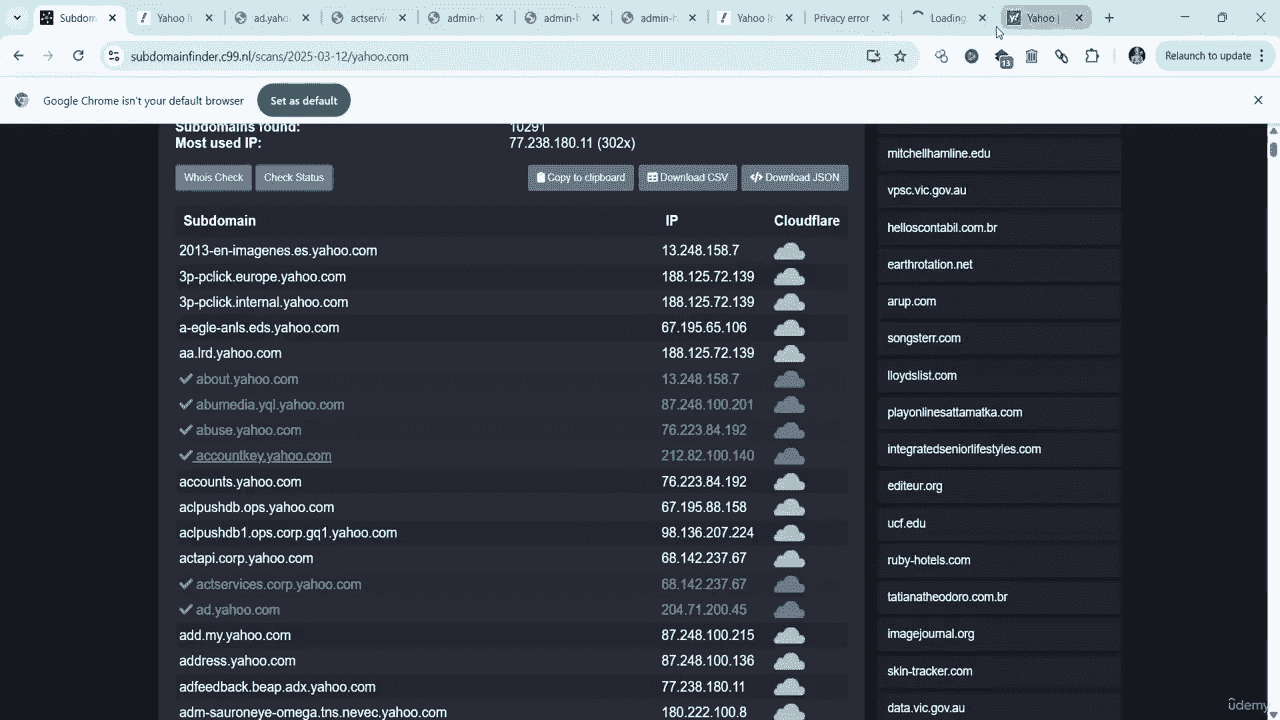 Subdom
Yahoo I
ad.yaho
actservi
admin-
admin-h
admin-h
Yahoo I
Privacy error
Loading
Yahoo |
subdomainfinder.c99.nl/scans/2025-03-12/yahoo.com
13
Relaunch to update
Google Chrome isn't your default browser
Set as default
Subdomains found: 10291
Most used IP: 77.238.180.11 (302x)
Whois Check
Check Status
Copy to clipboard
Download CSV
Download JSON
Subdomain IP Cloudflare
2013-en-imagenes.es.yahoo.com 13.248.158.7
3p-pclick.europe.yahoo.com 188.125.72.139
3p-pclick.internal.yahoo.com 188.125.72.139
a-egle-anls.eds.yahoo.com 67.195.65.106
aa.lrd.yahoo.com 188.125.72.139
about.yahoo.com 13.248.158.7
abumedia.yql.yahoo.com 87.248.100.201
abuse.yahoo.com 76.223.84.192
accountkey.yahoo.com 212.82.100.140
accounts.yahoo.com 76.223.84.192
aclpushdb.ops.yahoo.com 67.195.88.158
aclpushdb1.ops.corp.gq1.yahoo.com 98.136.207.224
actapi.corp.yahoo.com 68.142.237.67
actservices.corp.yahoo.com 68.142.237.67
ad.yahoo.com 204.71.200.45
add.my.yahoo.com 87.248.100.215
address.yahoo.com 87.248.100.136
adfeedback.beap.adx.yahoo.com 77.238.180.11
adm-sauroneye-omega.tns.nevec.yahoo.com 180.222.100.8
mitchellhamline.edu
vpsc.vic.gov.au
helloscontabil.com.br
earthrotation.net
arup.com
songsterr.com
lloydslist.com
playonlinesattamatka.com
integratedseniorlifestyles.com
editeur.org
ucf.edu
ruby-hotels.com
tatianatheodoro.com.br
imagejournal.org
skin-tracker.com
data.vic.gov.au
ûdemy